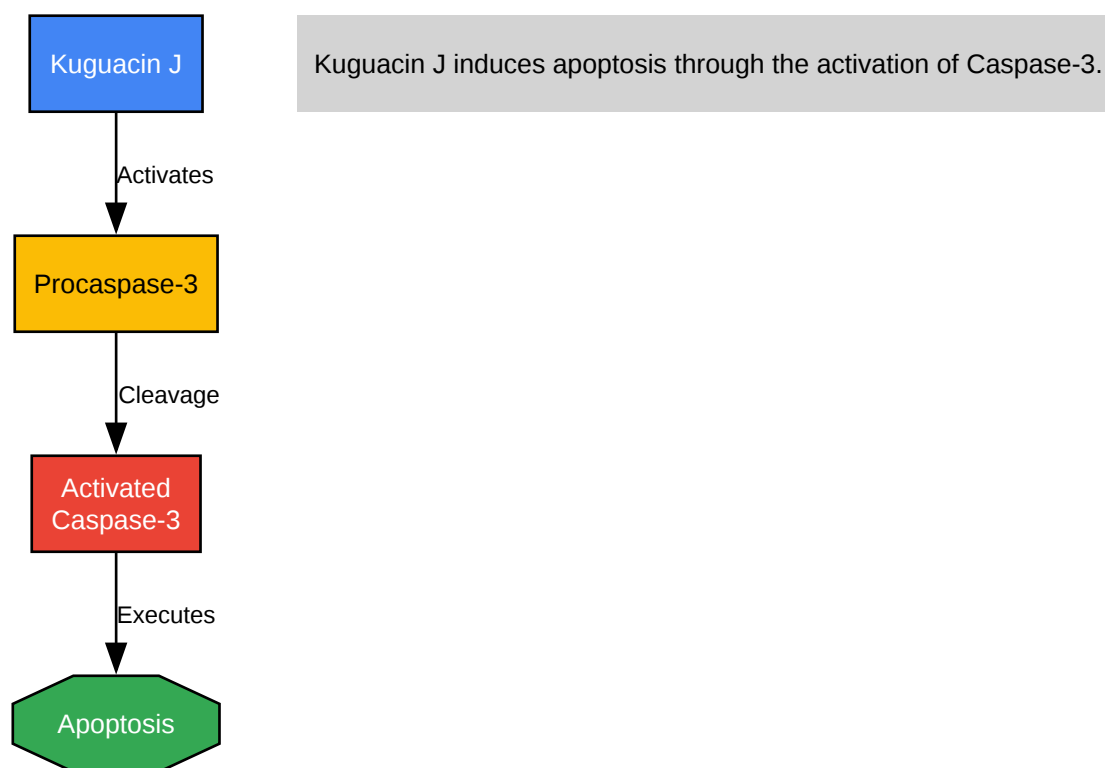 Kuguacin J
Kuguacin J induces apoptosis through the activation of Caspase-3.
Activates
Procaspase-3
Cleavage
Activated
Caspase-3
Executes
Apoptosis